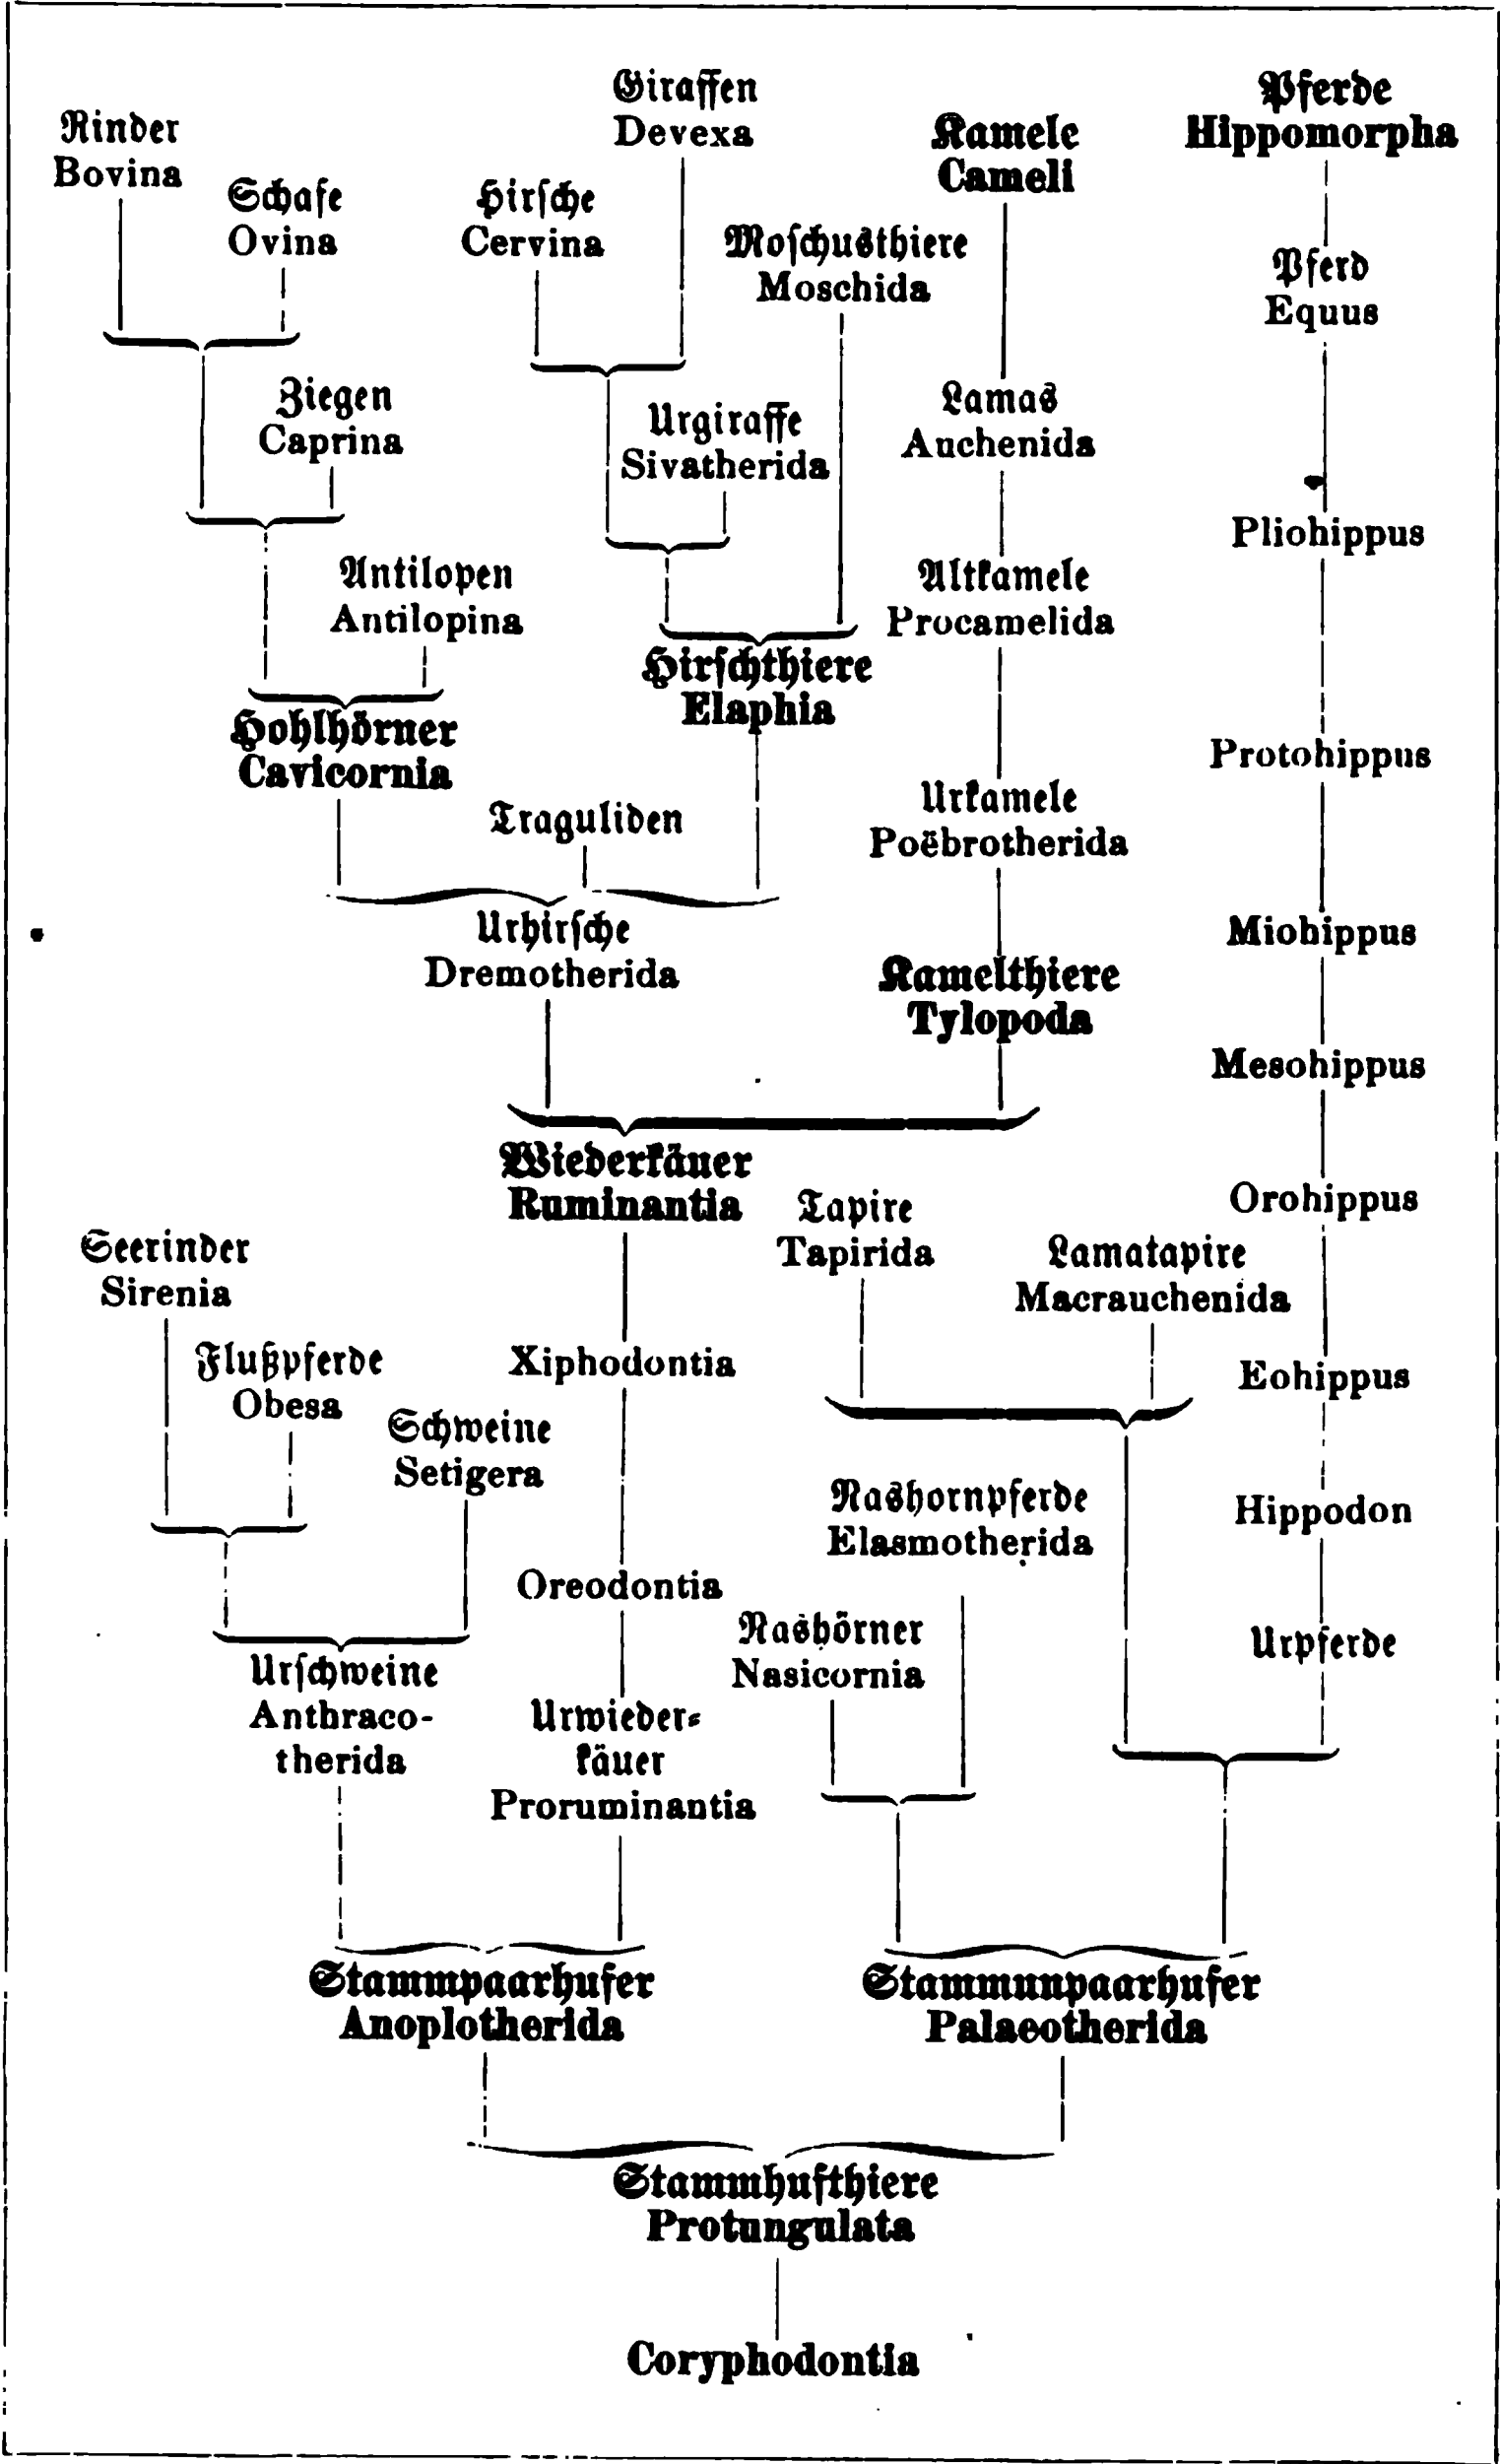 Giraffen
Devexa
Pferde
Hippomorpha
Rinder
Bovina
Kamele
Cameli
Schafe
Ovina
Hirsche
Cervina
Moschusthiere
Moschida
Pferd
Equus
Ziegen
Caprina
Urgiraffe
Sivatherida
Lamas
Auchenida
Pliohippus
Antilopen
Antilopina
Altkamele
Procamelida
Hirschthiere
Elaphia
Hohlhörner
Cavicornia
Protohippus
Traguliden
Urkamele
Poëbrotherida
Urhirsche
Dremotherida
Miohippus
Kamelthiere
Tylopoda
Mesohippus
Wiederkäuer
Ruminantia
Tapire
Tapirida
Orohippus
Seerinder
Sirenia
Lamatapire
Macrauchenida
Flußpferde
Obesa
Xiphodontia
Eohippus
Schweine
Setigera
Nashornpferde
Elasmotherida
Hippodon
Oreodontia
Nashörner
Nasicornia
Urpferde
Urschweine
Anthraco-
therida
Urwieder-
käuer
Proruminantia
Stammpaarhufer
Anoplotherida
Stammunpaarhufer
Palaeotherida
Stammhufthiere
Protungulata
Coryphodontia